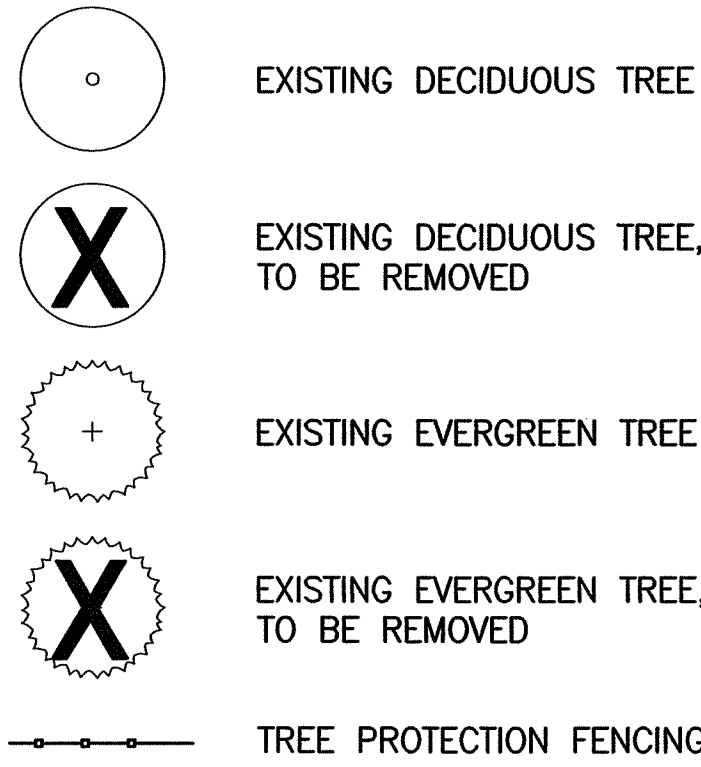 EXISTING DECIDUOUS TREE
EXISTING DECIDUOUS TREE,
TO BE REMOVED
EXISTING EVERGREEN TREE
EXISTING EVERGREEN TREE,
TO BE REMOVED
TREE PROTECTION FENCING